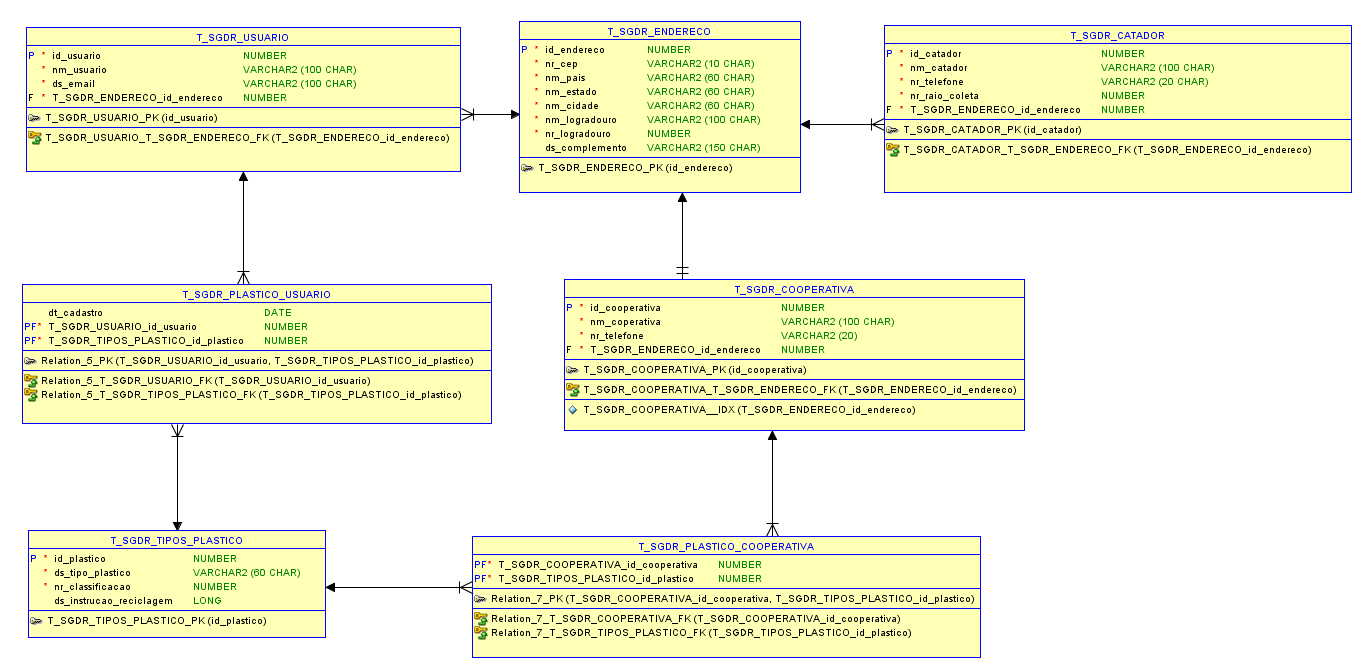 T_SGDR_USUARIO
P * id_usuario NUMBER
* nm_usuario VARCHAR2 (100 CHAR)
* ds_email VARCHAR2 (100 CHAR)
F * T_SGDR_ENDERECO_id_endereco NUMBER
T_SGDR_USUARIO_PK (id_usuario)
T_SGDR_USUARIO_T_SGDR_ENDERECO_FK (T_SGDR_ENDERECO_id_endereco)
T_SGDR_ENDERECO
P * id_endereco NUMBER
* nr_cep VARCHAR2 (10 CHAR)
* nm_pais VARCHAR2 (60 CHAR)
* nm_estado VARCHAR2 (60 CHAR)
* nm_cidade VARCHAR2 (60 CHAR)
* nm_logradouro VARCHAR2 (100 CHAR)
* nr_logradouro NUMBER
ds_complemento VARCHAR2 (150 CHAR)
T_SGDR_ENDERECO_PK (id_endereco)
T_SGDR_CATADOR
P * id_catador NUMBER
* nm_catador VARCHAR2 (100 CHAR)
* nr_telefone VARCHAR2 (20 CHAR)
* nr_raio_coleta NUMBER
F * T_SGDR_ENDERECO_id_endereco NUMBER
T_SGDR_CATADOR_PK (id_catador)
T_SGDR_CATADOR_T_SGDR_ENDERECO_FK (T_SGDR_ENDERECO_id_endereco)
T_SGDR_PLASTICO_USUARIO
dt_cadastro DATE
PF* T_SGDR_USUARIO_id_usuario NUMBER
PF* T_SGDR_TIPOS_PLASTICO_id_plastico NUMBER
Relation_5_PK (T_SGDR_USUARIO_id_usuario, T_SGDR_TIPOS_PLASTICO_id_plastico)
Relation_5_T_SGDR_USUARIO_FK (T_SGDR_USUARIO_id_usuario)
Relation_5_T_SGDR_TIPOS_PLASTICO_FK (T_SGDR_TIPOS_PLASTICO_id_plastico)
T_SGDR_COOPERATIVA
P * id_cooperativa NUMBER
* nm_coperativa VARCHAR2 (100 CHAR)
* nr_telefone VARCHAR2 (20)
F * T_SGDR_ENDERECO_id_endereco NUMBER
T_SGDR_COOPERATIVA_PK (id_cooperativa)
T_SGDR_COOPERATIVA_T_SGDR_ENDERECO_FK (T_SGDR_ENDERECO_id_endereco)
T_SGDR_COOPERATIVA__IDX (T_SGDR_ENDERECO_id_endereco)
T_SGDR_TIPOS_PLASTICO
P * id_plastico NUMBER
* ds_tipo_plastico VARCHAR2 (60 CHAR)
* nr_classificacao NUMBER
ds_instrucao_reciclagem LONG
T_SGDR_TIPOS_PLASTICO_PK (id_plastico)
T_SGDR_PLASTICO_COOPERATIVA
PF* T_SGDR_COOPERATIVA_id_cooperativa NUMBER
PF* T_SGDR_TIPOS_PLASTICO_id_plastico NUMBER
Relation_7_PK (T_SGDR_COOPERATIVA_id_cooperativa, T_SGDR_TIPOS_PLASTICO_id_plastico)
Relation_7_T_SGDR_COOPERATIVA_FK (T_SGDR_COOPERATIVA_id_cooperativa)
Relation_7_T_SGDR_TIPOS_PLASTICO_FK (T_SGDR_TIPOS_PLASTICO_id_plastico)